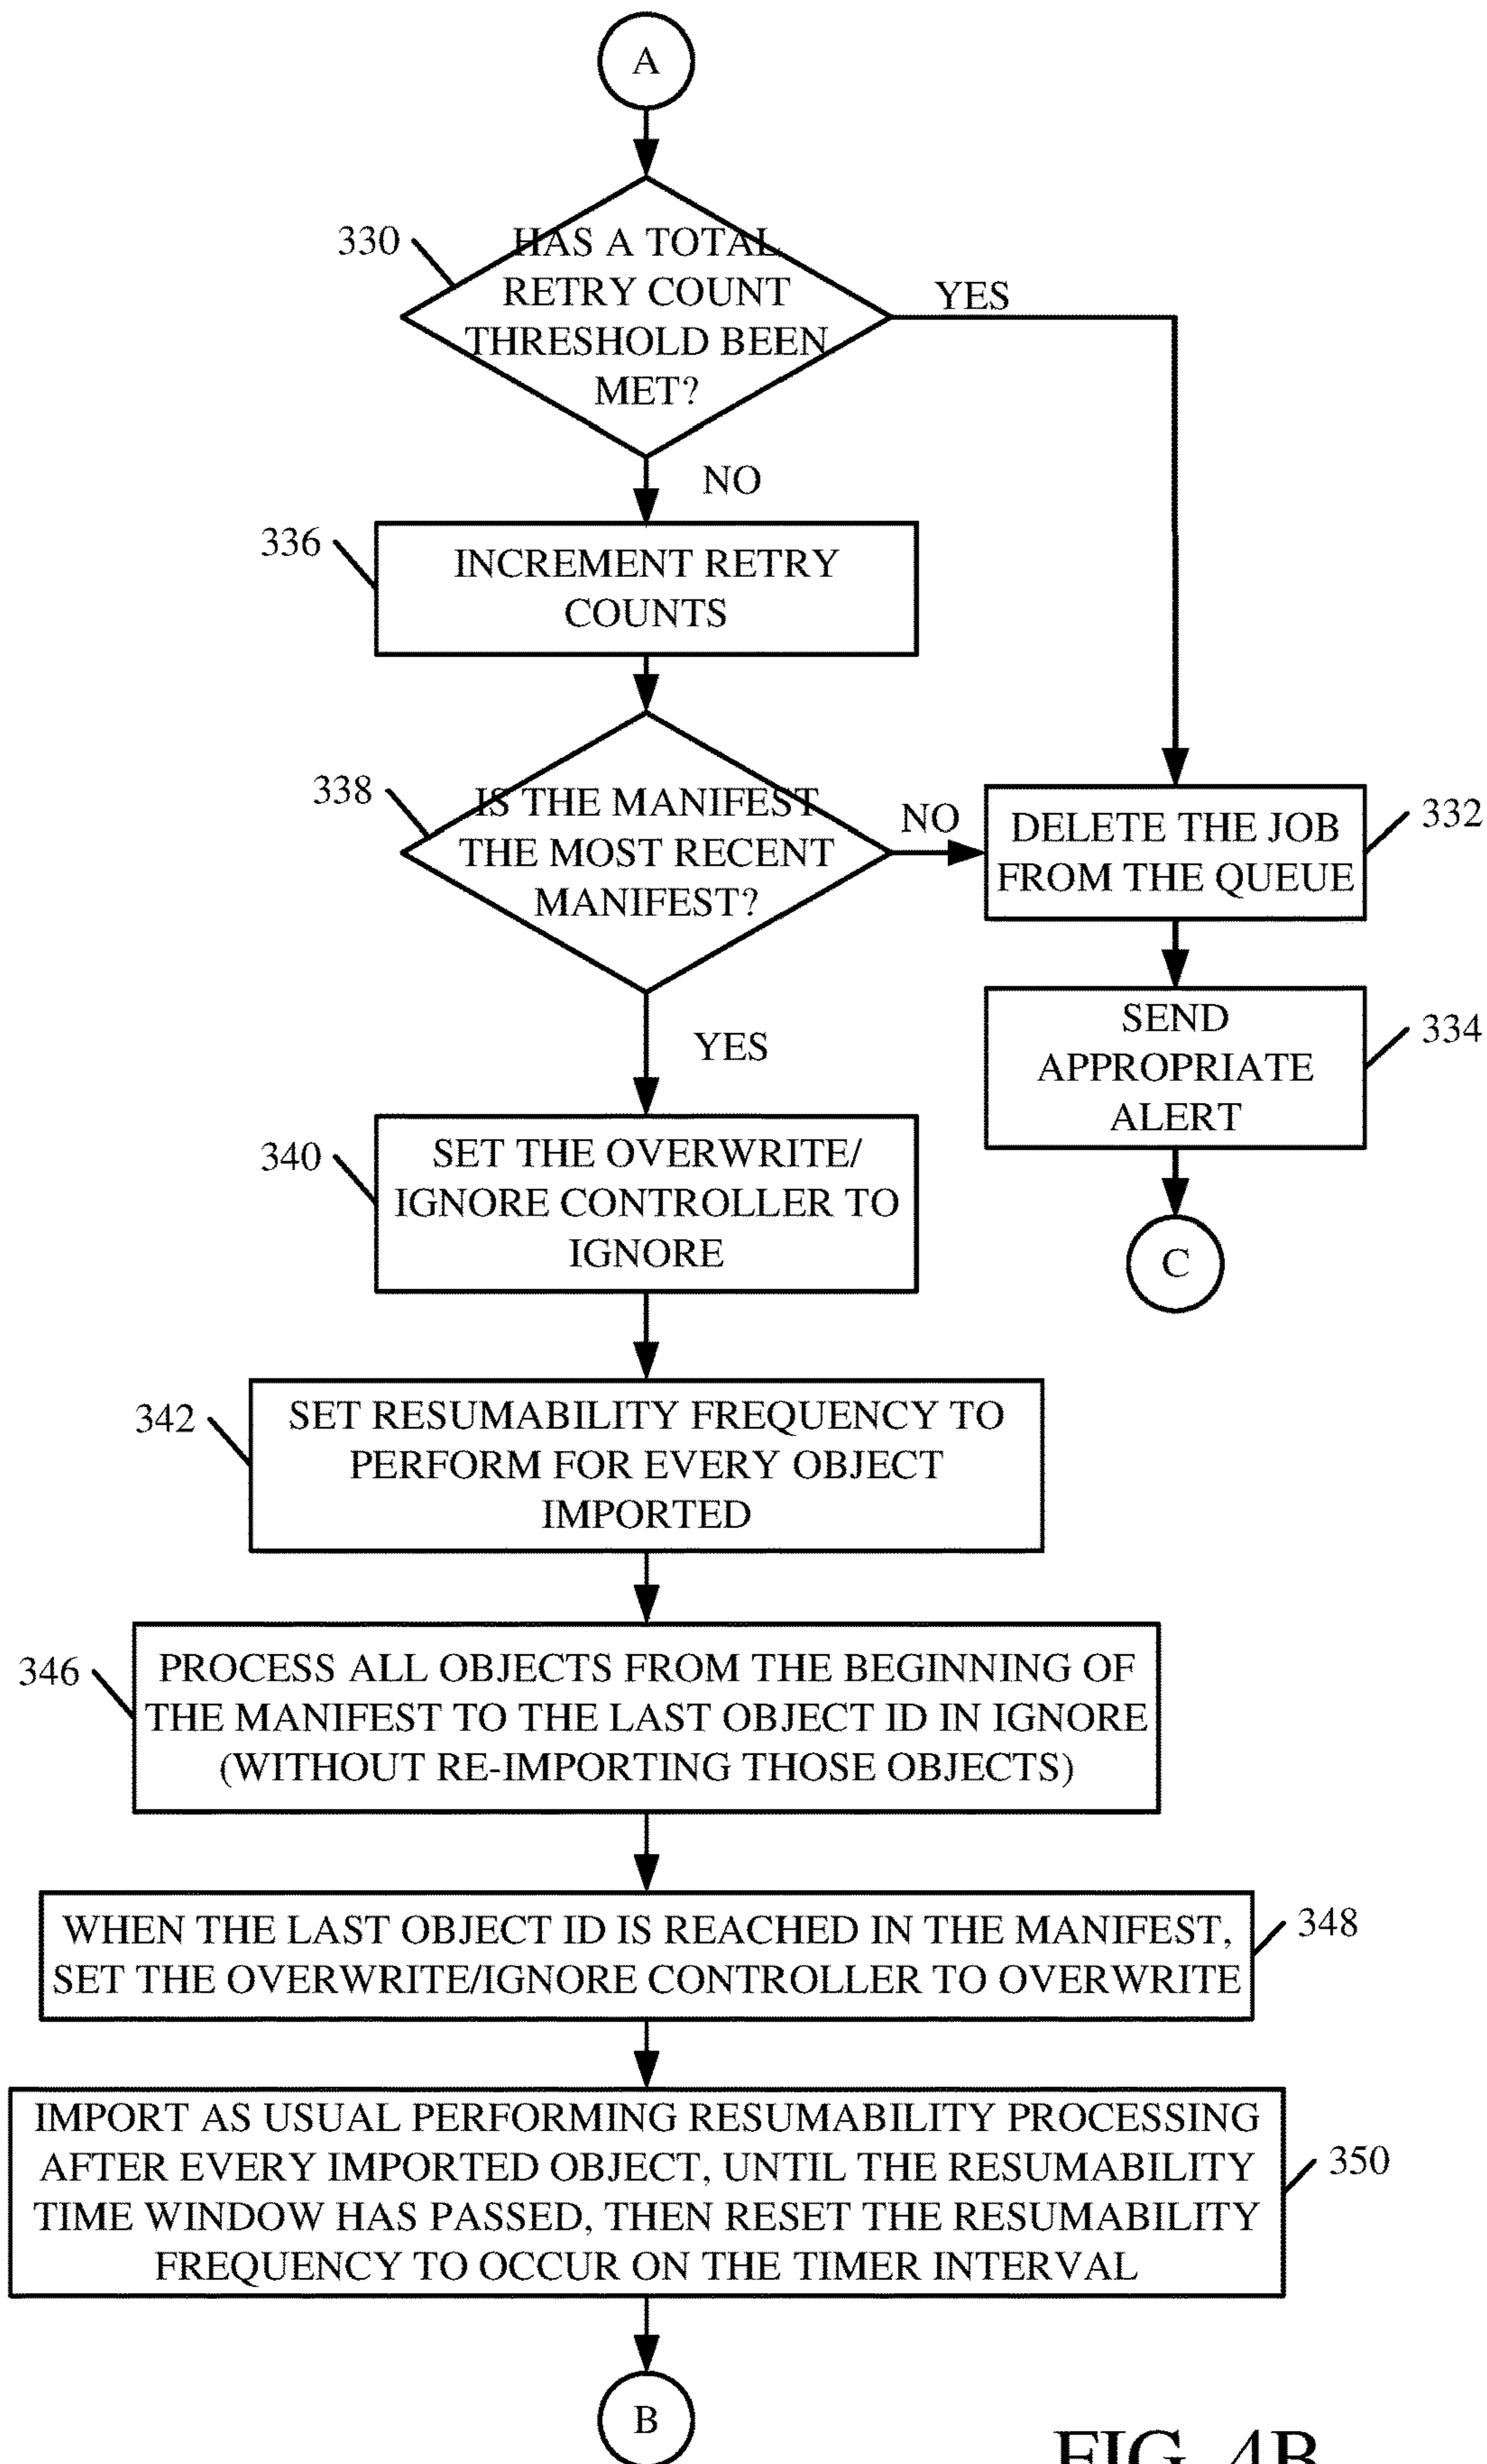 A
330
HAS A TOTAL
RETRY COUNT
THRESHOLD BEEN
MET?
YES
NO
336
INCREMENT RETRY
COUNTS
338
IS THE MANIFEST
THE MOST RECENT
MANIFEST?
NO
DELETE THE JOB
FROM THE QUEUE
332
YES
SEND
APPROPRIATE
ALERT
334
340
SET THE OVERWRITE/
IGNORE CONTROLLER TO
IGNORE
C
342
SET RESUMABILITY FREQUENCY TO
PERFORM FOR EVERY OBJECT
IMPORTED
346
PROCESS ALL OBJECTS FROM THE BEGINNING OF
THE MANIFEST TO THE LAST OBJECT ID IN IGNORE
(WITHOUT RE-IMPORTING THOSE OBJECTS)
WHEN THE LAST OBJECT ID IS REACHED IN THE MANIFEST,
SET THE OVERWRITE/IGNORE CONTROLLER TO OVERWRITE
348
IMPORT AS USUAL PERFORMING RESUMABILITY PROCESSING
AFTER EVERY IMPORTED OBJECT, UNTIL THE RESUMABILITY
TIME WINDOW HAS PASSED, THEN RESET THE RESUMABILITY
FREQUENCY TO OCCUR ON THE TIMER INTERVAL
350
B
FIG. 4B